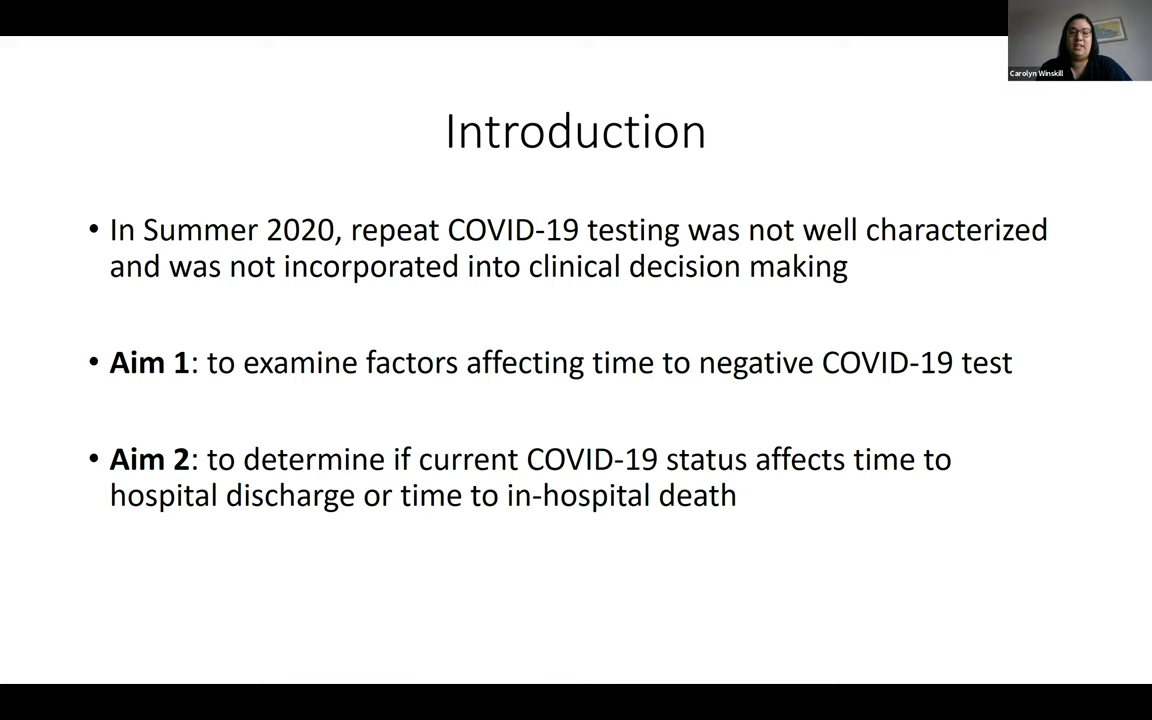 Carolyn Winskill
Introduction
• In Summer 2020, repeat COVID-19 testing was not well characterized
and was not incorporated into clinical decision making
• Aim 1: to examine factors affecting time to negative COVID-19 test
• Aim 2: to determine if current COVID-19 status affects time to
hospital discharge or time to in-hospital death